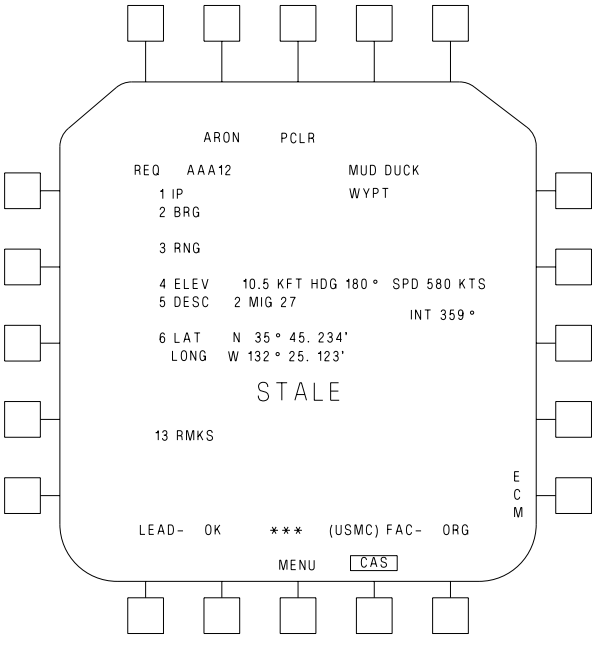 ARON PCLR
REQ AAA12 MUD DUCK
1 IP WYPT
2 BRG
3 RNG
4 ELEV 10.5 KFT HDG 180° SPD 580 KTS
5 DESC 2 MIG 27
INT 359°
6 LAT N 35° 45. 234'
LONG W 132° 25. 123'
STALE
13 RMKS
E
C
M
LEAD- OK *** (USMC) FAC- ORG
MENU CAS